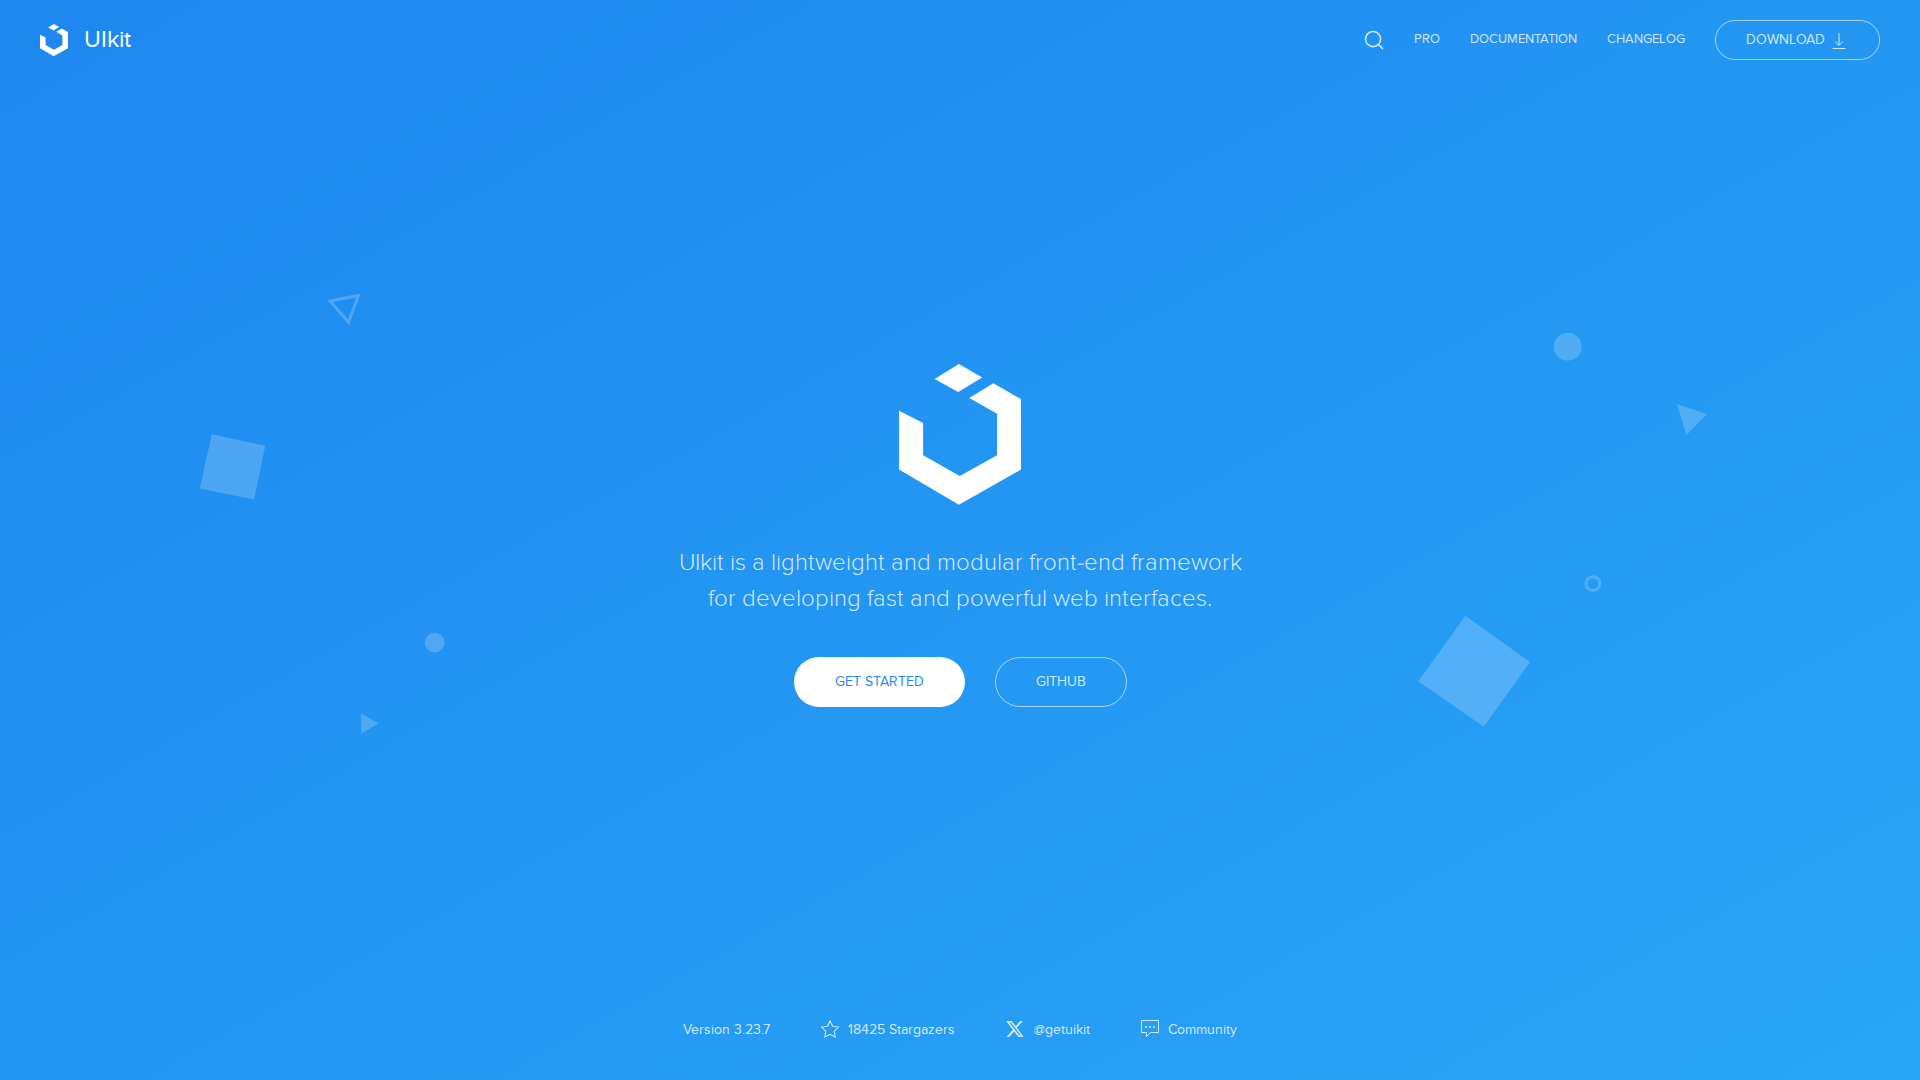 UIkit
PRO
DOCUMENTATION
CHANGELOG
DOWNLOAD
UIkit is a lightweight and modular front-end framework
for developing fast and powerful web interfaces.
GET STARTED
GITHUB
Version 3.23.7
18425 Stargazers
@getuikit
Community